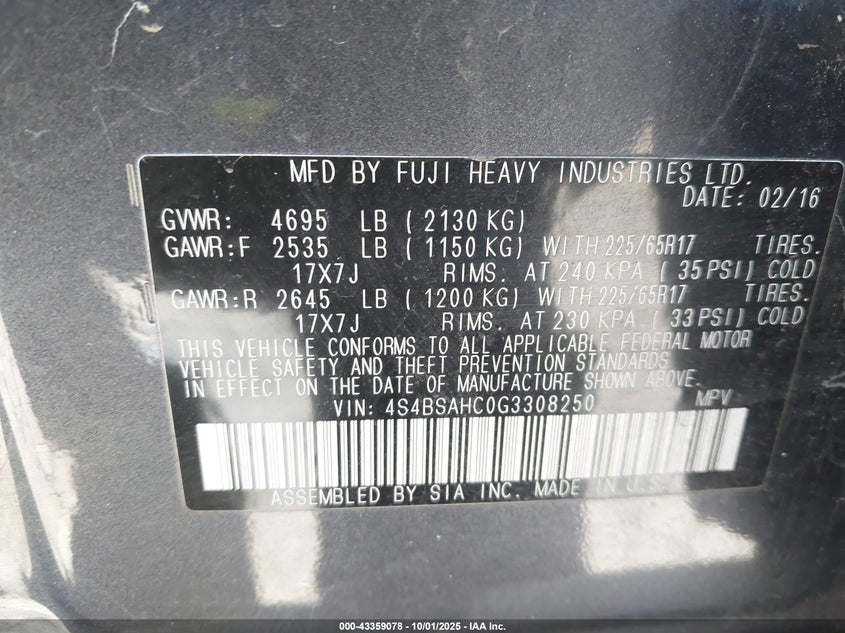 MFD BY FUJI HEAVY INDUSTRIES LTD.
DATE: 02/16
GVWR: 4695 LB ( 2130 KG)
GAWR:F 2535 LB ( 1150 KG) WITH 225/65R17 TIRES.
17X7J RIMS. AT 240 KPA ( 35 PSI) COLD
GAWR:R 2645 LB ( 1200 KG) WITH 225/65R17 TIRES.
17X7J RIMS. AT 230 KPA ( 33 PSI) COLD
THIS VEHICLE CONFORMS TO ALL APPLICABLE FEDERAL MOTOR
VEHICLE SAFETY AND THEFT PREVENTION STANDARDS
IN EFFECT ON THE DATE OF MANUFACTURE SHOWN ABOVE.
VIN: 4S4BSAHC0G3308250 MPV
ASSEMBLED BY SIA INC. MADE IN U.S.
000-43359078 - 10/01/2025 - IAA Inc.